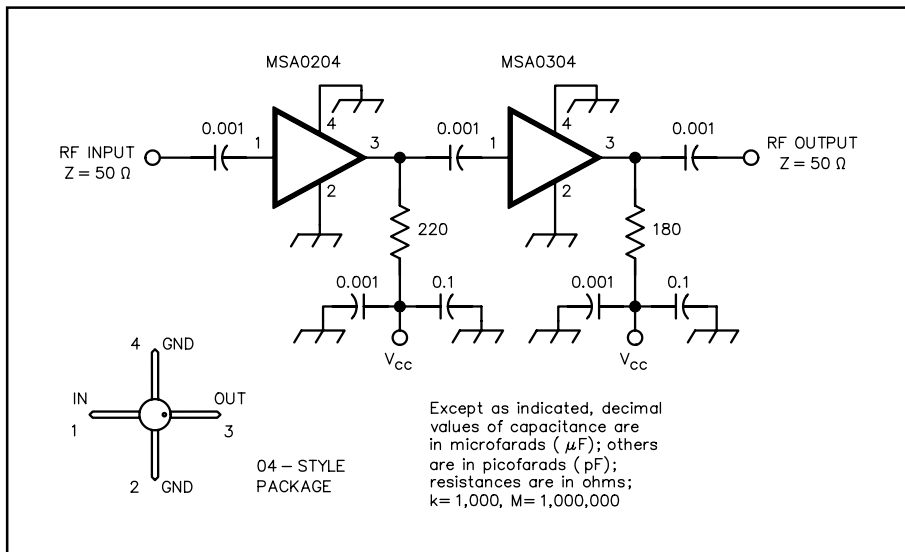 MSA0204
MSA0304
4
4
0.001
0.001
0.001
1
3
1
3
RF INPUT
Z = 50 Ω
RF OUTPUT
Z = 50 Ω
2
2
220
180
0.001
0.1
0.001
0.1
Vcc
Vcc
4 GND
IN
OUT
1
3
2 GND
04 – STYLE
PACKAGE
Except as indicated, decimal
values of capacitance are
in microfarads ( μF); others
are in picofarads ( pF);
resistances are in ohms;
k= 1,000, M= 1,000,000